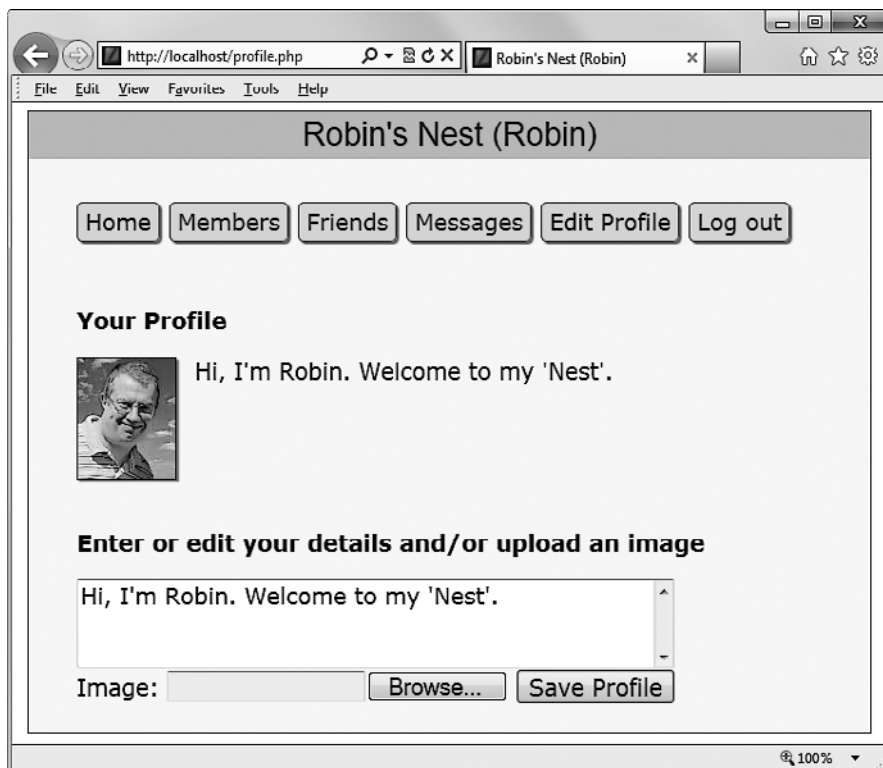 http://localhost/profile.php
Robin's Nest (Robin)
File Edit View Favorites Tools Help
Robin's Nest (Robin)
Home Members Friends Messages Edit Profile Log out
Your Profile
Hi, I'm Robin. Welcome to my 'Nest'.
Enter or edit your details and/or upload an image
Hi, I'm Robin. Welcome to my 'Nest'.
Image: Browse... Save Profile
100%